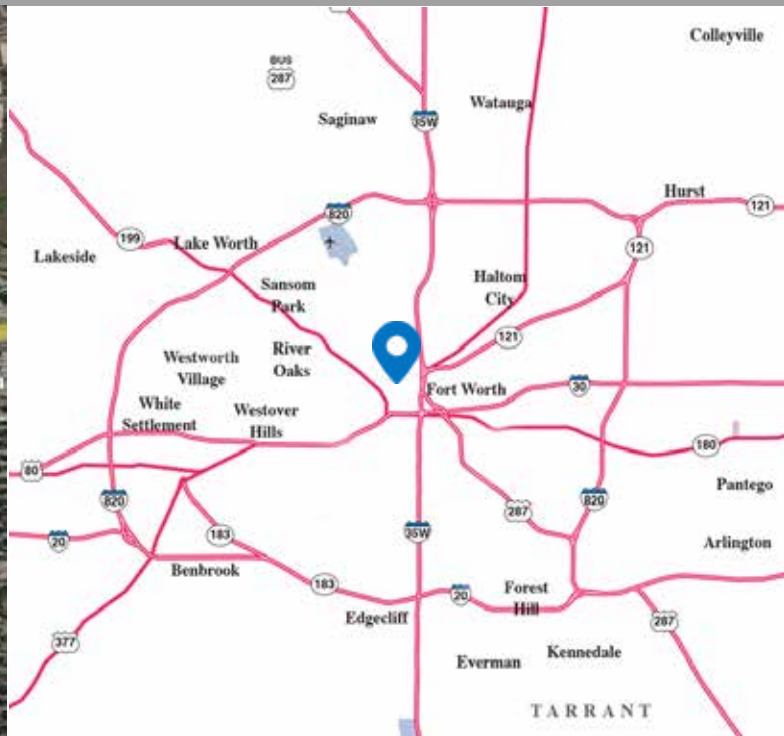 Colleyville
BUS
287
Watauga
Saginaw
35W
Hurst
121
820
199
Lake Worth
121
Lakeside
Haltom
City
Sansom
Park
121
River
Oaks
Westworth
Village
30
Fort Worth
White
Settlement
Westover
Hills
180
80
Pantego
820
820
287
35W
183
20
Arlington
Benbrook
183
20
Forest
Hill
Edgecliff
287
377
Kennedale
Everman
TARRANT